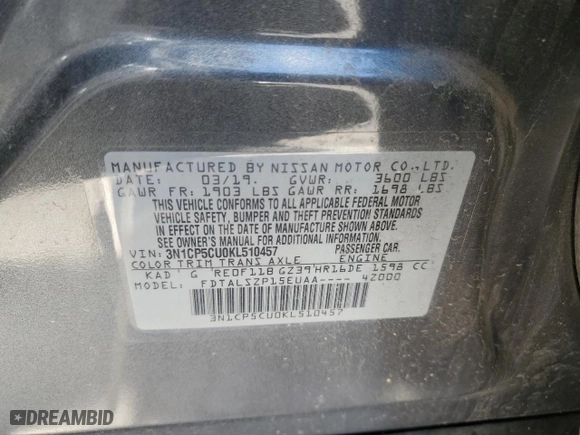 MANUFACTURED BY NISSAN MOTOR CO.,LTD.
DATE: 03/19. GVWR: 3600 LBS
GAWR FR: 1903 LBS GAWR RR: 1698 LBS
THIS VEHICLE CONFORMS TO ALL APPLICABLE FEDERAL MOTOR
VEHICLE SAFETY, BUMPER AND THEFT PREVENTION STANDARDS
IN EFFECT ON THE DATE OF MANUFACTURE SHOWN ABOVE.
SEE OWNER'S MANUAL FOR ADDITIONAL INFORMATION.
VIN: 3N1CP5CU0KL510457 PASSENGER CAR.
COLOR TRIM TRANS AXLE ENGINE
KAD G RE0F11B GZ39 HR16DE 1598 CC
MODEL: FDTALSZP15EUAA---- 4Z000
3N1CP5CU0KL510457
DREAMBID